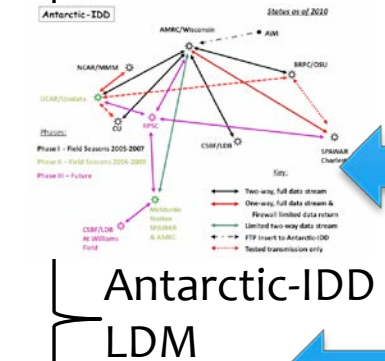 Antarctic-IDD
Status as of 2010
AMRC/Wisconsin
AWI
NCAR/MMM
BRPC/OSU
UCAR/Unidata
CU
RPSC
CSBF/LDB
SPAWAR
Charleston
Phases:
Phase I – Field Seasons 2005-2007
Phase II – Field Seasons 2006-2008
Phase III – Future
McMurdo
Station
SPAWAR
& AMRC
CSBF/LDB
At Williams
Field
Key:
Two-way, full data stream
One-way, full data stream &
Firewall limited data return
Limited two-way data stream
FTP Insert to Antarctic-IDD
Tested transmission only
Antarctic-IDD
LDM